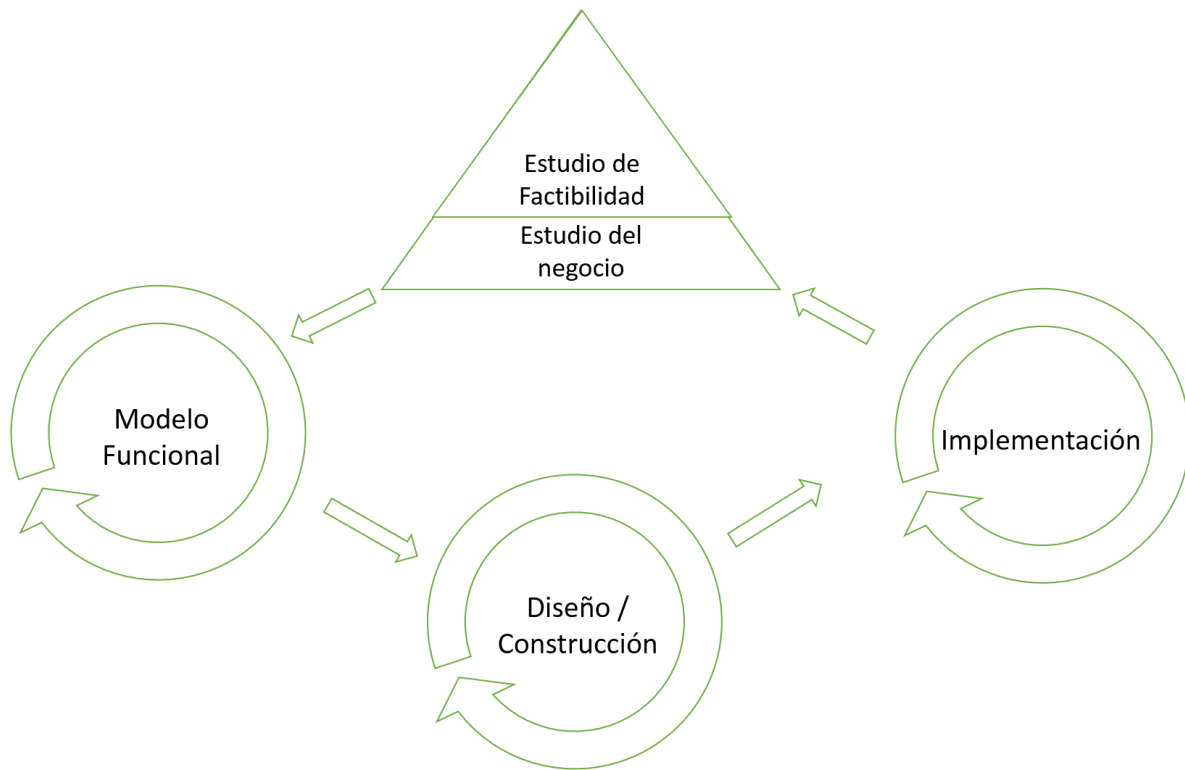 Estudio de
Factibilidad
Estudio del
negocio
Modelo
Funcional
Implementación
Diseño /
Construcción